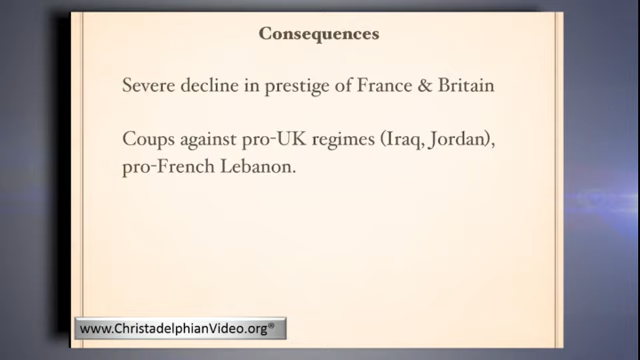 Consequences
Severe decline in prestige of France & Britain
Coups against pro-UK regimes (Iraq, Jordan),
pro-French Lebanon.
www.ChristadelphianVideo.org®